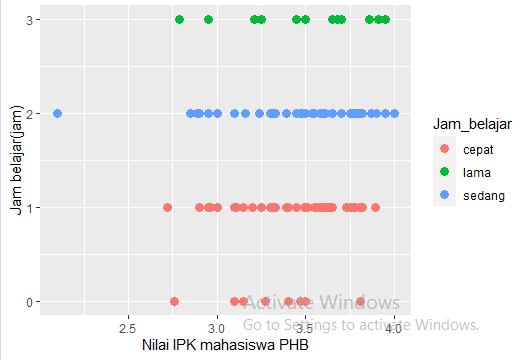 3
2
1
0
Jam belajar(jam)
2.5 3.0 3.5 4.0
Nilai IPK mahasiswa PHB
Jam_belajar
cepat
lama
sedang
Activate Windows
Go to Settings to activate Windows.